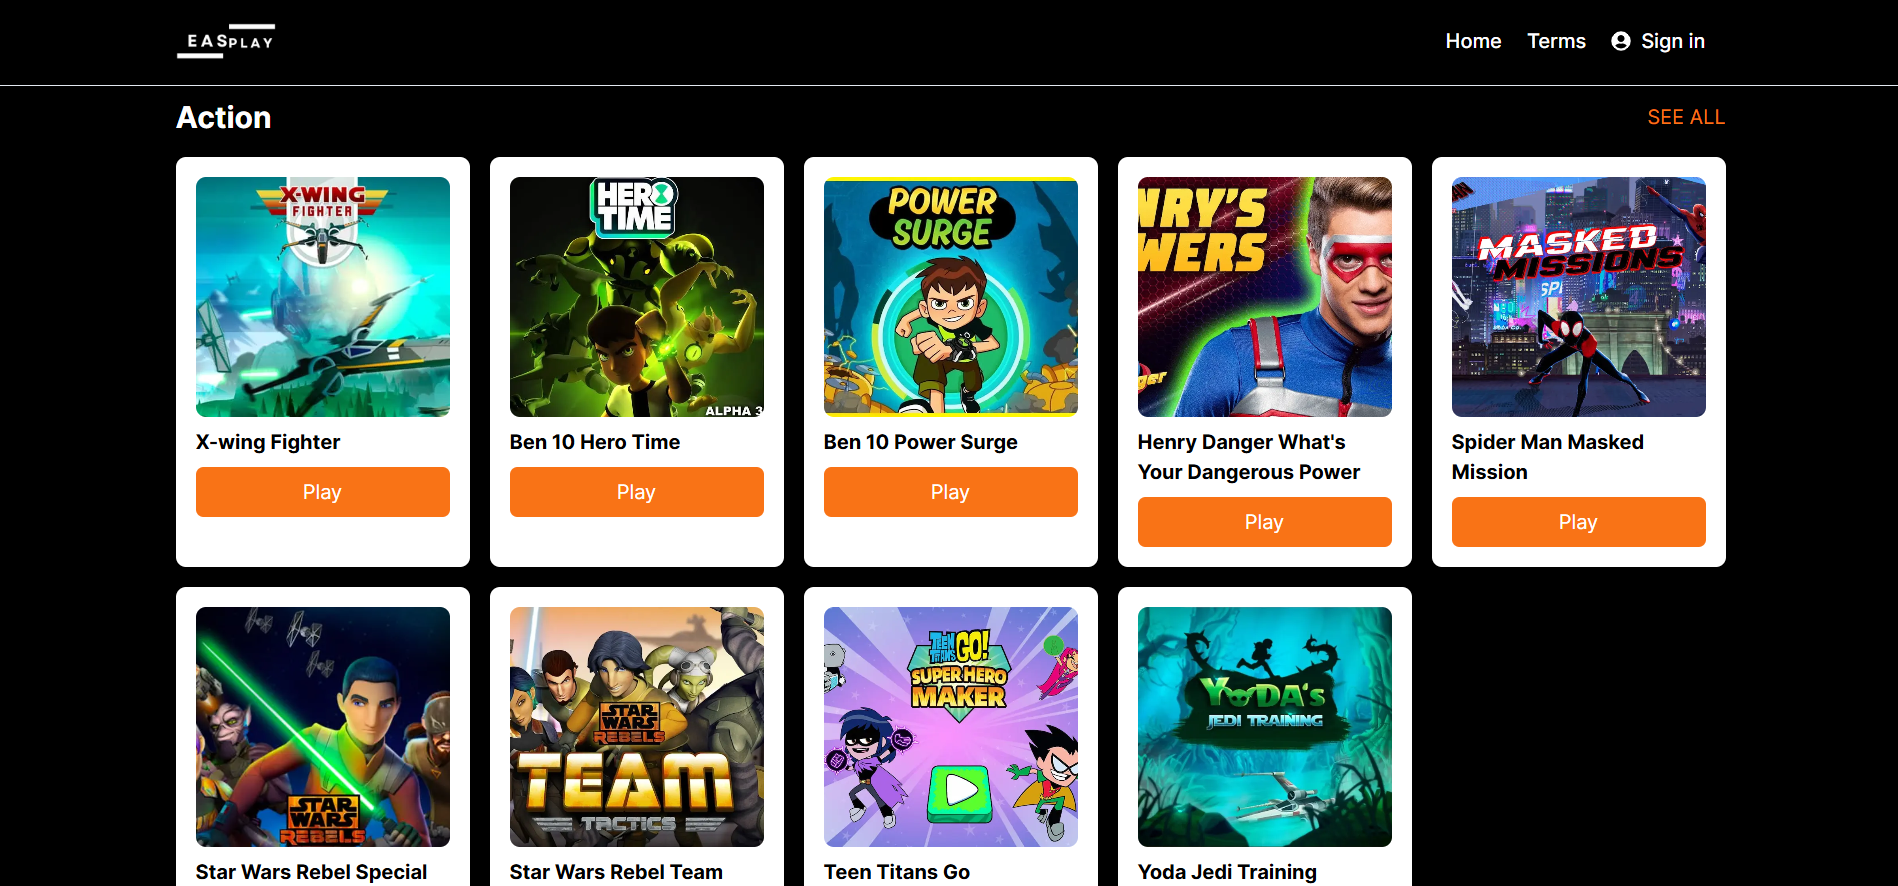 EASPLAY
Home
Terms
Sign in
Action
SEE ALL
X-WING
FIGHTER
HERO
TIME
ALPHA 3
POWER
SURGE
NRY'S
WERS
ger
MASKED
MISSIONS
SPI
X-wing Fighter
Ben 10 Hero Time
Ben 10 Power Surge
Henry Danger What's
Your Dangerous Power
Spider Man Masked
Mission
Play
Play
Play
Play
Play
STAR
WARS
REBELS
STAR
WARS
REBELS
TEAM
TACTICS
TEEN
TITANS
GO!
SUPER HERO
MAKER
YODA's
JEDI TRAINING
Star Wars Rebel Special
Star Wars Rebel Team
Teen Titans Go
Yoda Jedi Training